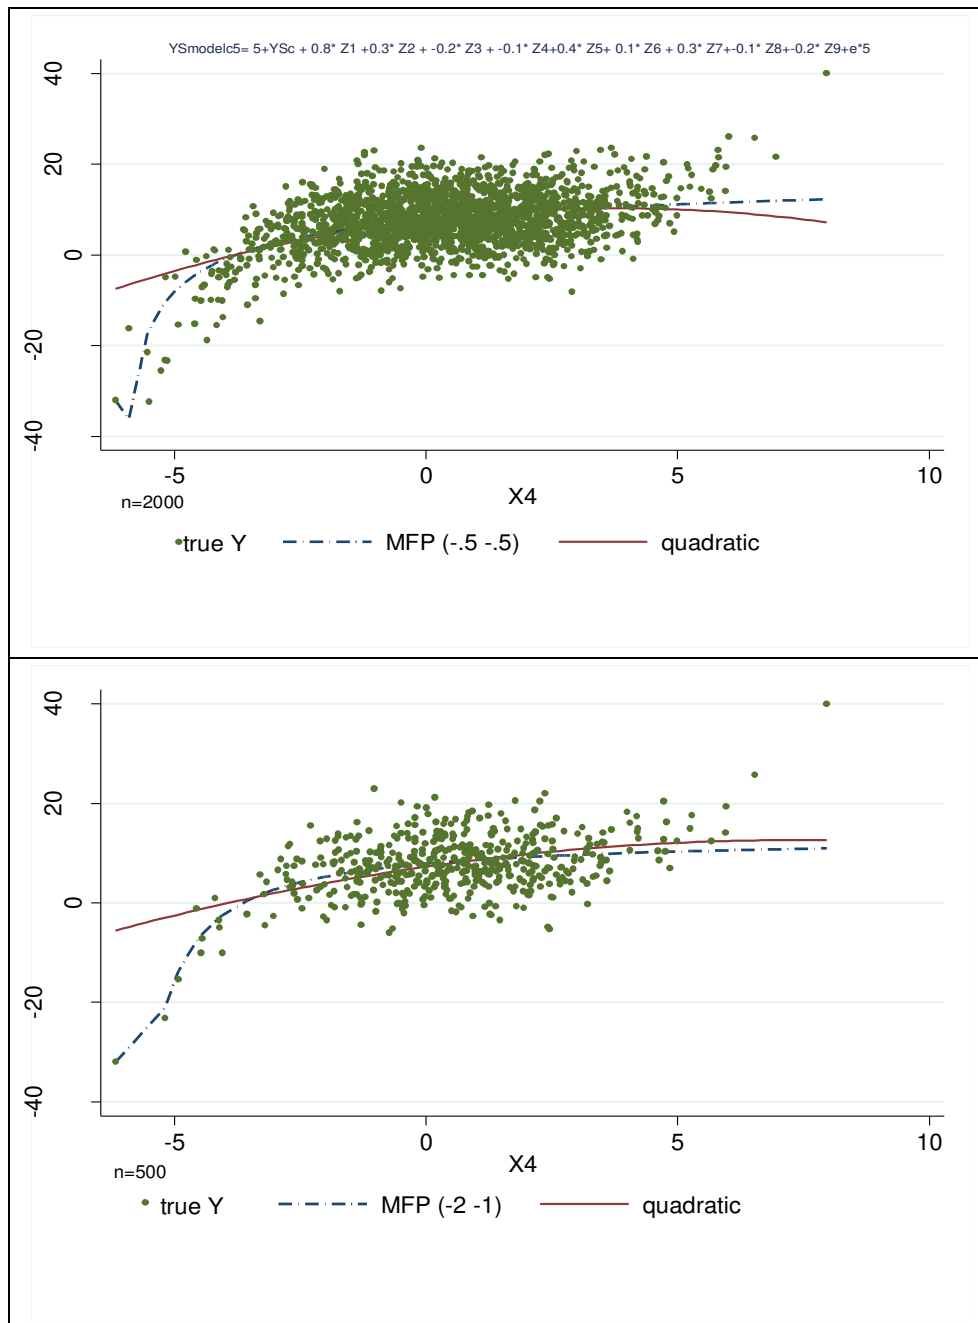 YSmodelc5= 5+YSc + 0.8* Z1 +0.3* Z2 + -0.2* Z3 + -0.1* Z4+0.4* Z5+ 0.1* Z6 + 0.3* Z7+-0.1* Z8+-0.2* Z9+e*5
40
20
0
-20
-40
-5 0 5 10
X4
n=2000
true Y MFP (-.5 -.5) quadratic
40
20
0
-20
-40
-5 0 5 10
X4
n=500
true Y MFP (-2 -1) quadratic